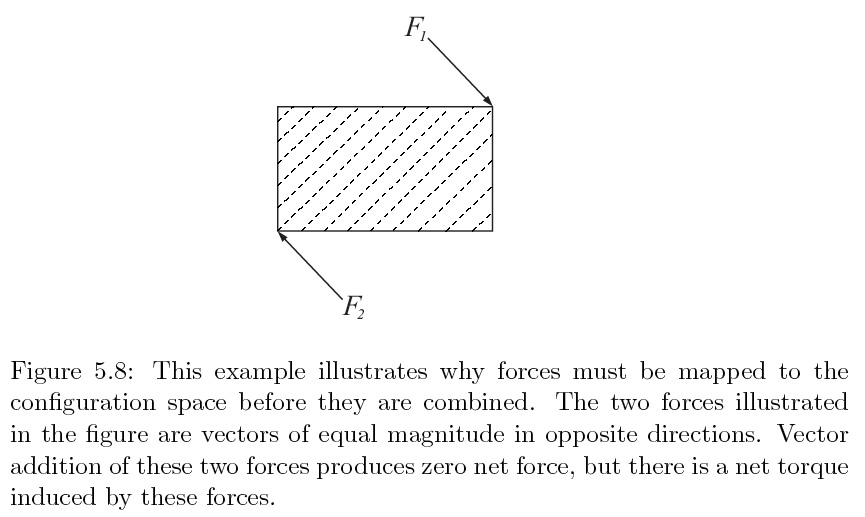 F1
F2
Figure 5.8: This example illustrates why forces must be mapped to the
configuration space before they are combined. The two forces illustrated
in the figure are vectors of equal magnitude in opposite directions. Vector
addition of these two forces produces zero net force, but there is a net torque
induced by these forces.